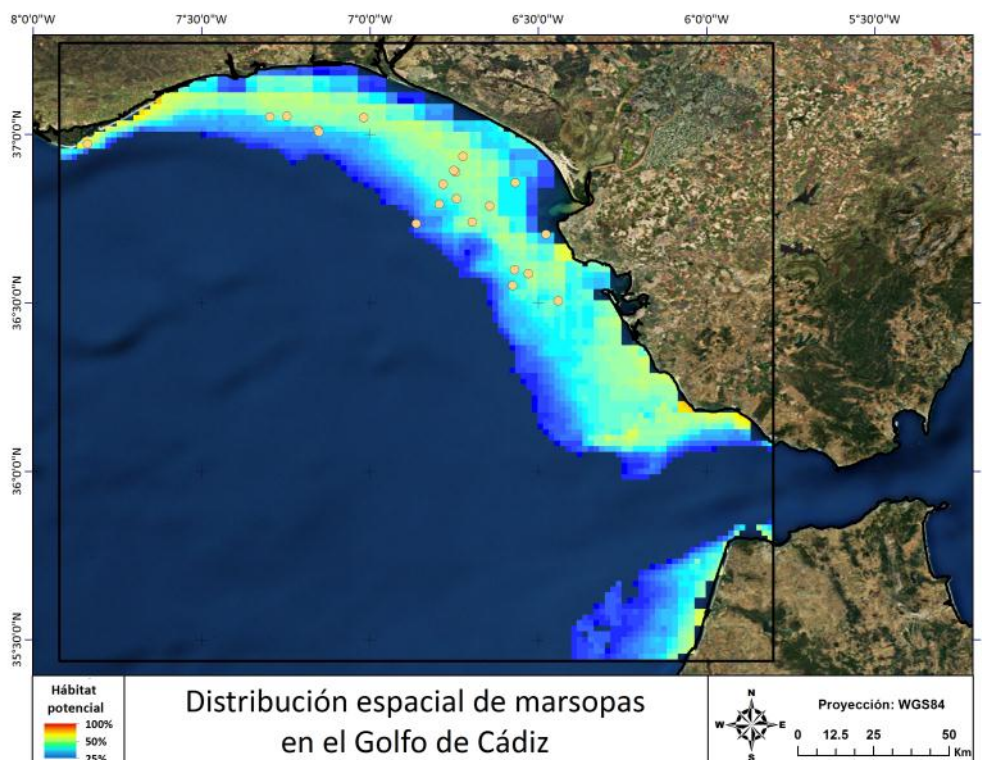 8°0'0"W 7°30'0"W 7°0'0"W 6°30'0"W 6°0'0"W 5°30'0"W
37°0'0"N
36°30'0"N
36°0'0"N
35°30'0"N
Hábitat
potencial
100%
50%
25%
Distribución espacial de marsopas
en el Golfo de Cádiz
N
W E
S
Proyección: WGS84
0 12.5 25 50
Km